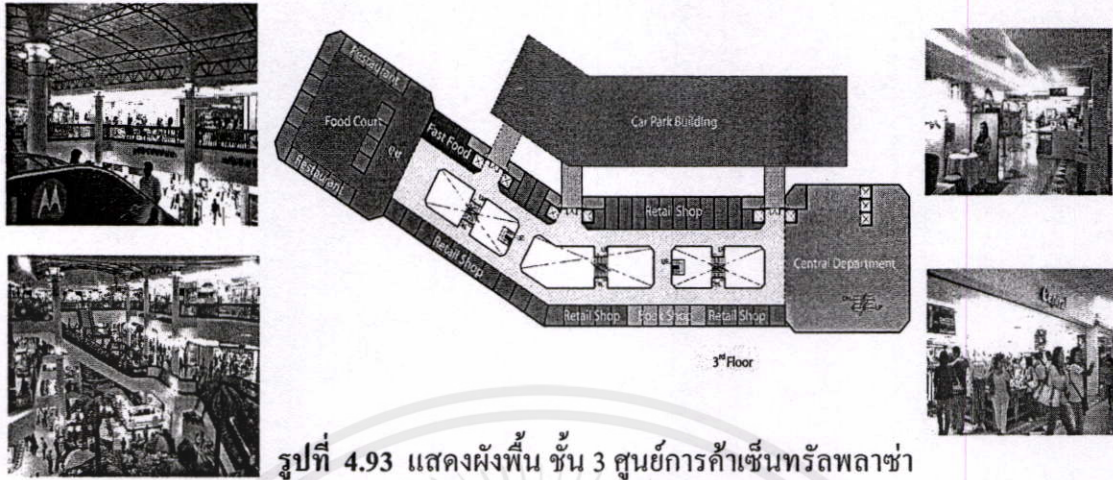 Restaurant
Food Court
Restaurant
Fast Food
Car Park Building
Retail Shop
Retail Shop
Central Department
Retail Shop
Book Shop
Retail Shop
3rd Floor
รูปที่ 4.93 แสดงผังพื้น ชั้น 3 ศูนย์การค้าเซ็นทรัลพลาซ่า